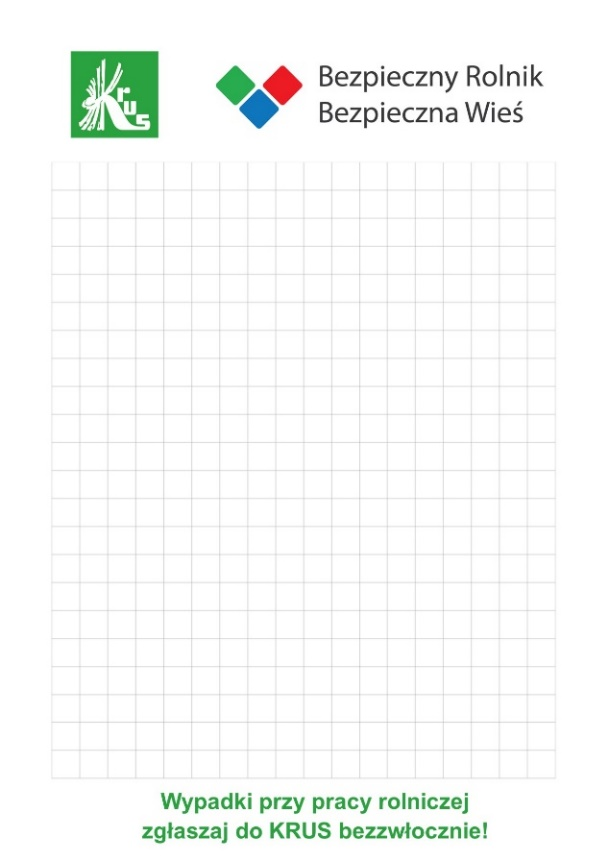 Krus
Bezpieczny Rolnik
Bezpieczna Wieś
Wypadki przy pracy rolniczej
zgłaszaj do KRUS bezzwłocznie!